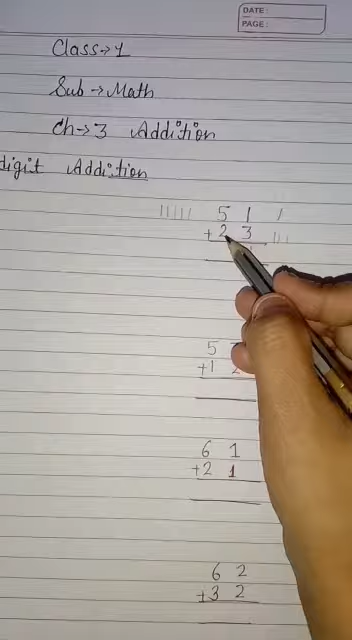 DATE:
PAGE:
Class→1
Sub→Math
Ch→3 Addition
digit Addition
5 1
+2 3
5
+1 2
6 1
+2 1
6 2
+3 2